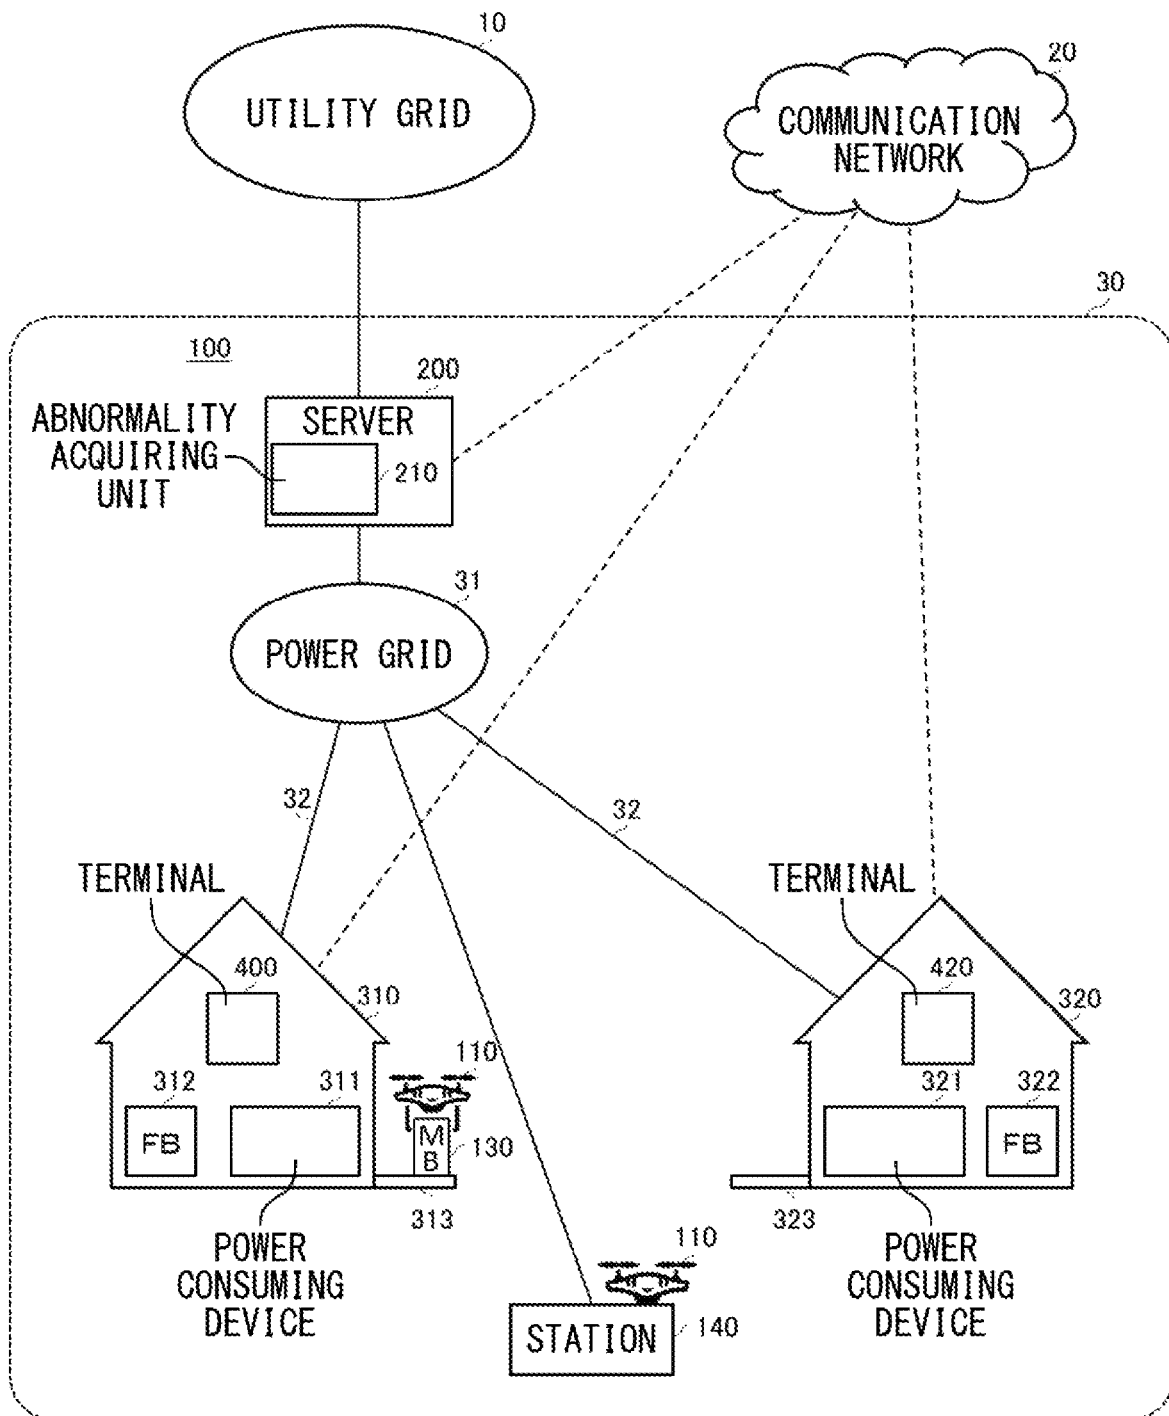 10
UTILITY GRID
20
COMMUNICATION
NETWORK
30
100
200
SERVER
ABNORMALITY
ACQUIRING
UNIT
210
31
POWER GRID
32
32
TERMINAL
TERMINAL
400
310
420
320
312
311
110
321
322
FB
M
B
130
FB
313
323
POWER
CONSUMING
DEVICE
110
POWER
CONSUMING
DEVICE
STATION
140